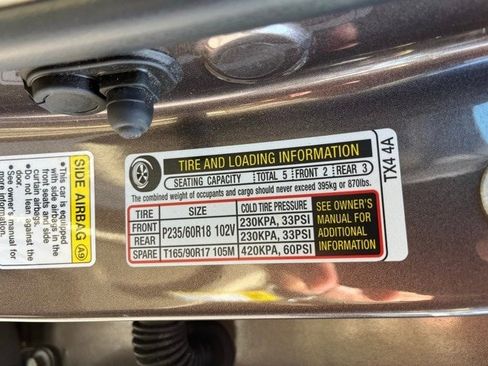 TIRE AND LOADING INFORMATION
SEATING CAPACITY TOTAL 5 FRONT 2 REAR 3
The combined weight of occupants and cargo should never exceed 395kg or 870lbs.
TIRE SIZE COLD TIRE PRESSURE
FRONT P235/60R18 102V 230KPA, 33PSI
REAR 230KPA, 33PSI
SPARE T165/90R17 105M 420KPA, 60PSI
SEE OWNER'S
MANUAL FOR
ADDITIONAL
INFORMATION
TX4 4A
SIDE AIRBAG A9
•This car is equipped
with side airbags in the
front seats and side
curtain airbags.
•Do not lean against the
door.
•See owner's manual for
more information.